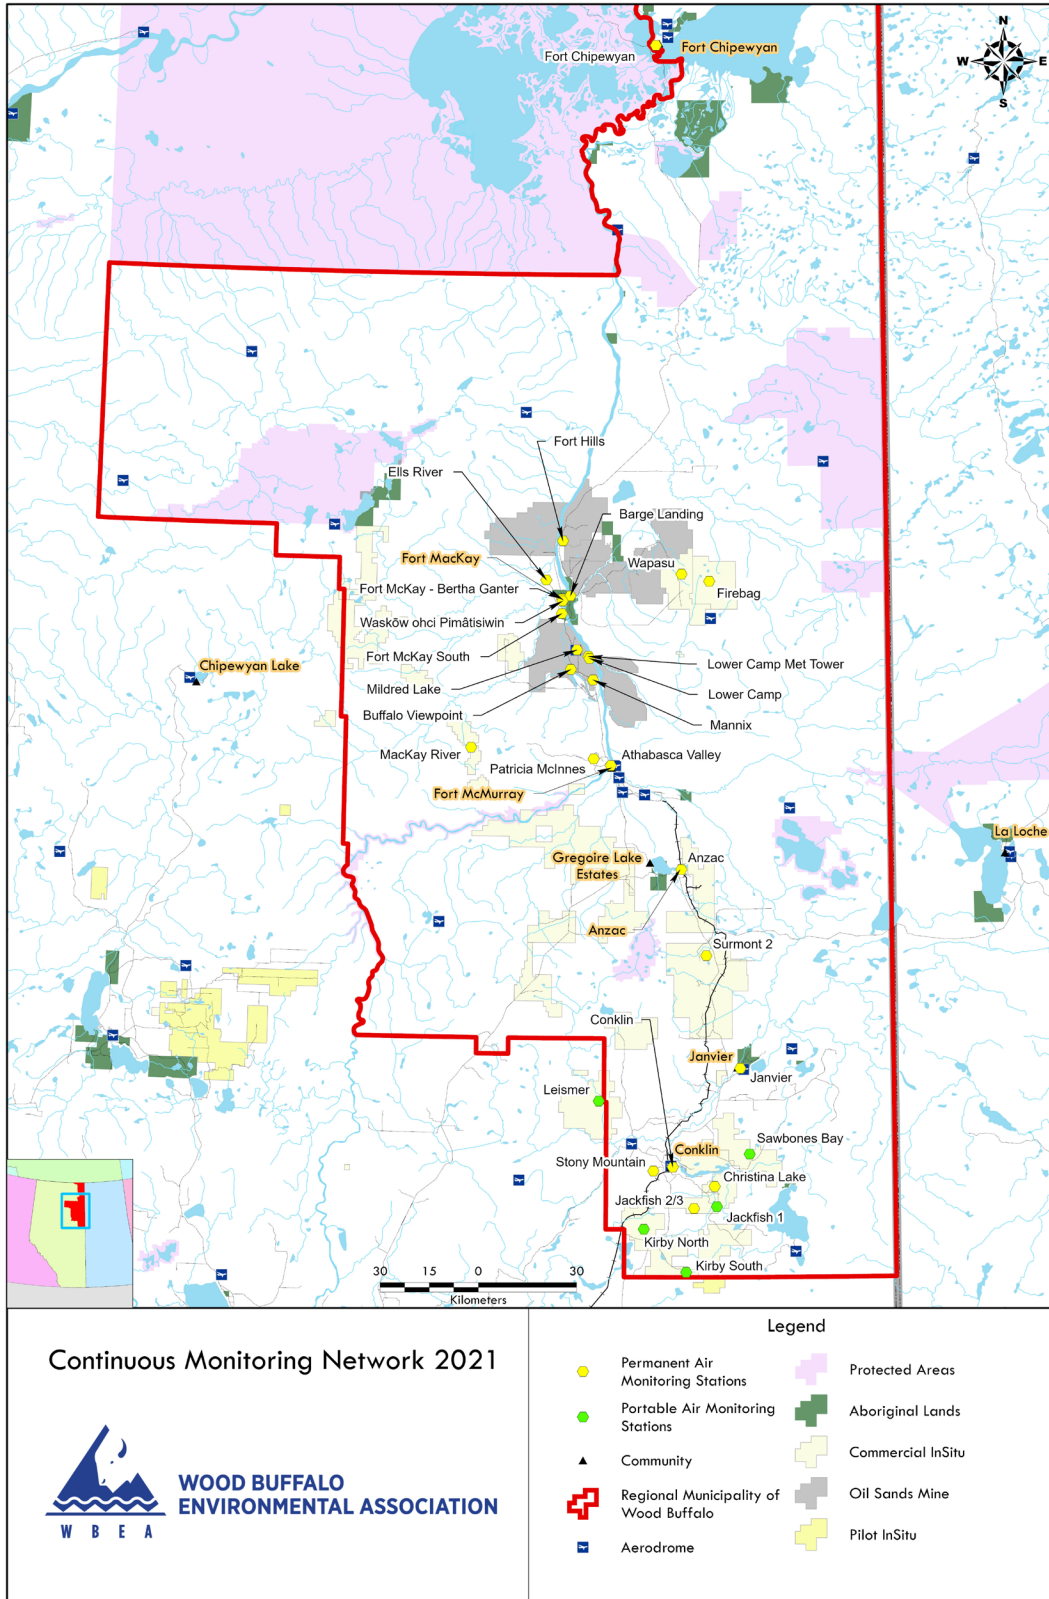 N
W E
S
Fort Chipewyan
Fort Chipewyan
Fort Hills
Ells River
Barge Landing
Fort MacKay
Wapasu
Fort McKay - Bertha Ganter
Firebag
Waskōw ohci Pimâtisiwin
Fort McKay South
Chipewyan Lake
Lower Camp Met Tower
Mildred Lake
Lower Camp
Buffalo Viewpoint
Mannix
MacKay River
Athabasca Valley
Patricia McInnes
Fort McMurray
La Loche
Gregoire Lake
Estates
Anzac
Anzac
Surmont 2
Conklin
Janvier
Janvier
Leismer
Sawbones Bay
Conklin
Stony Mountain
Christina Lake
Jackfish 2/3
Jackfish 1
Kirby North
Kirby South
30 15 0 30
Kilometers
Continuous Monitoring Network 2021
WOOD BUFFALO
ENVIRONMENTAL ASSOCIATION
W B E A
Legend
Permanent Air
Monitoring Stations
Portable Air Monitoring
Stations
Community
Regional Municipality of
Wood Buffalo
Aerodrome
Protected Areas
Aboriginal Lands
Commercial InSitu
Oil Sands Mine
Pilot InSitu